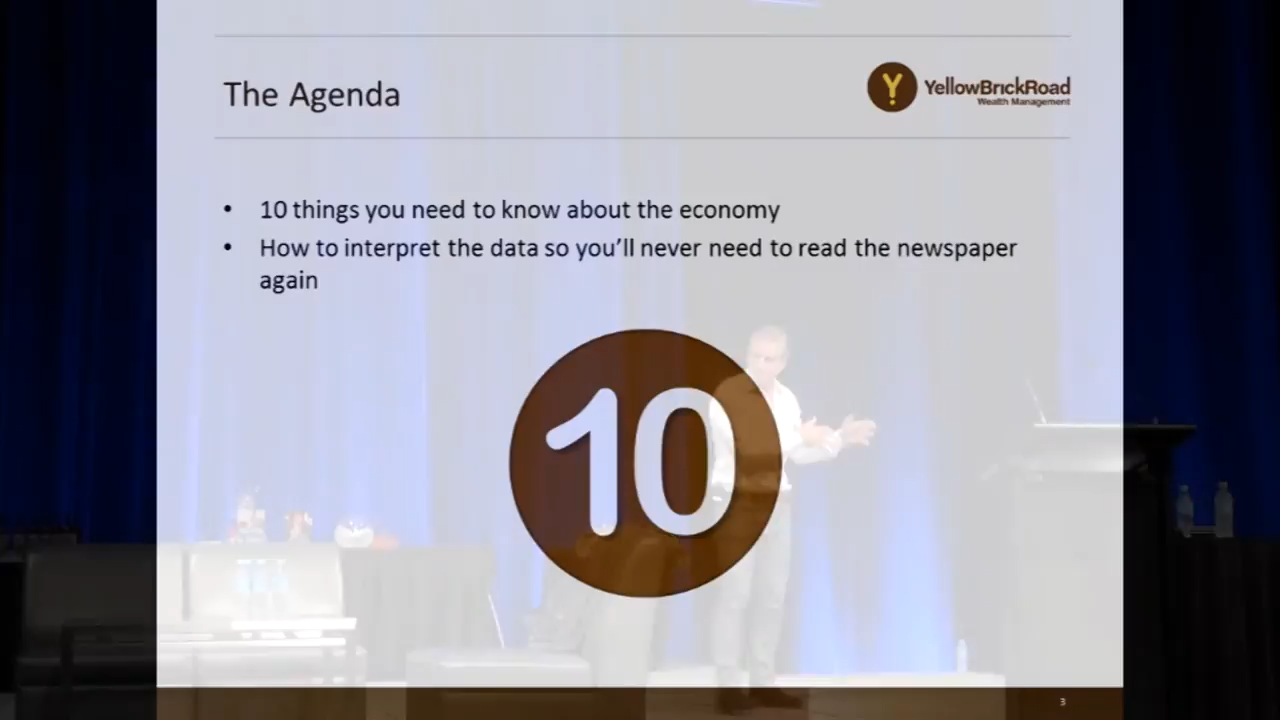 The Agenda
Y YellowBrickRoad
Wealth Management
• 10 things you need to know about the economy
• How to interpret the data so you'll never need to read the newspaper
again
10
3